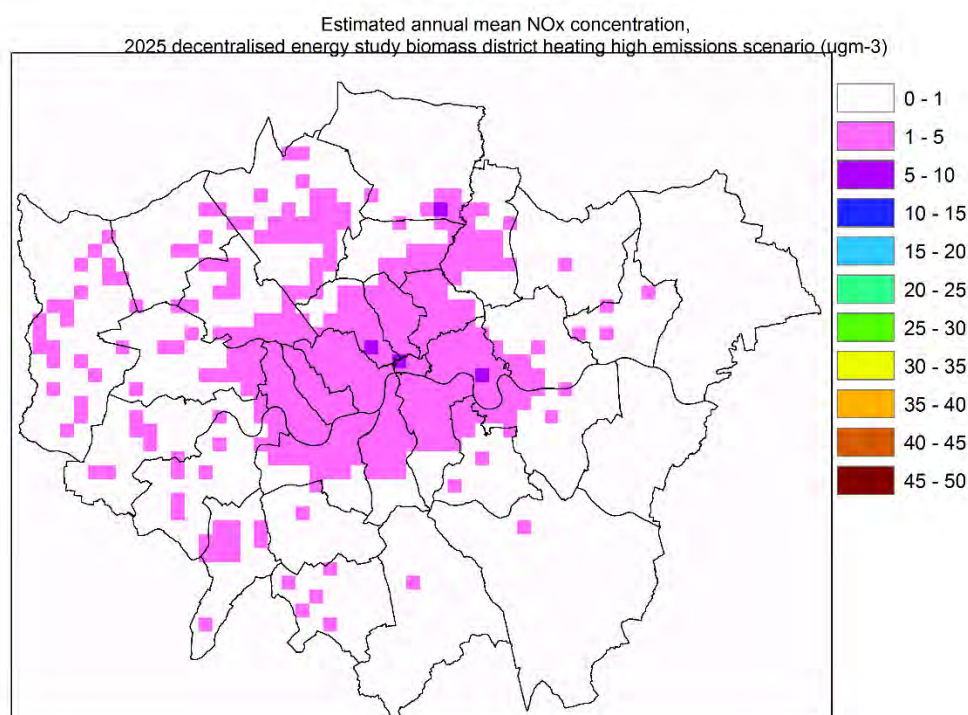 Estimated annual mean NOx concentration,
2025 decentralised energy study biomass district heating high emissions scenario (ugm-3)
0 - 1
1 - 5
5 - 10
10 - 15
15 - 20
20 - 25
25 - 30
30 - 35
35 - 40
40 - 45
45 - 50